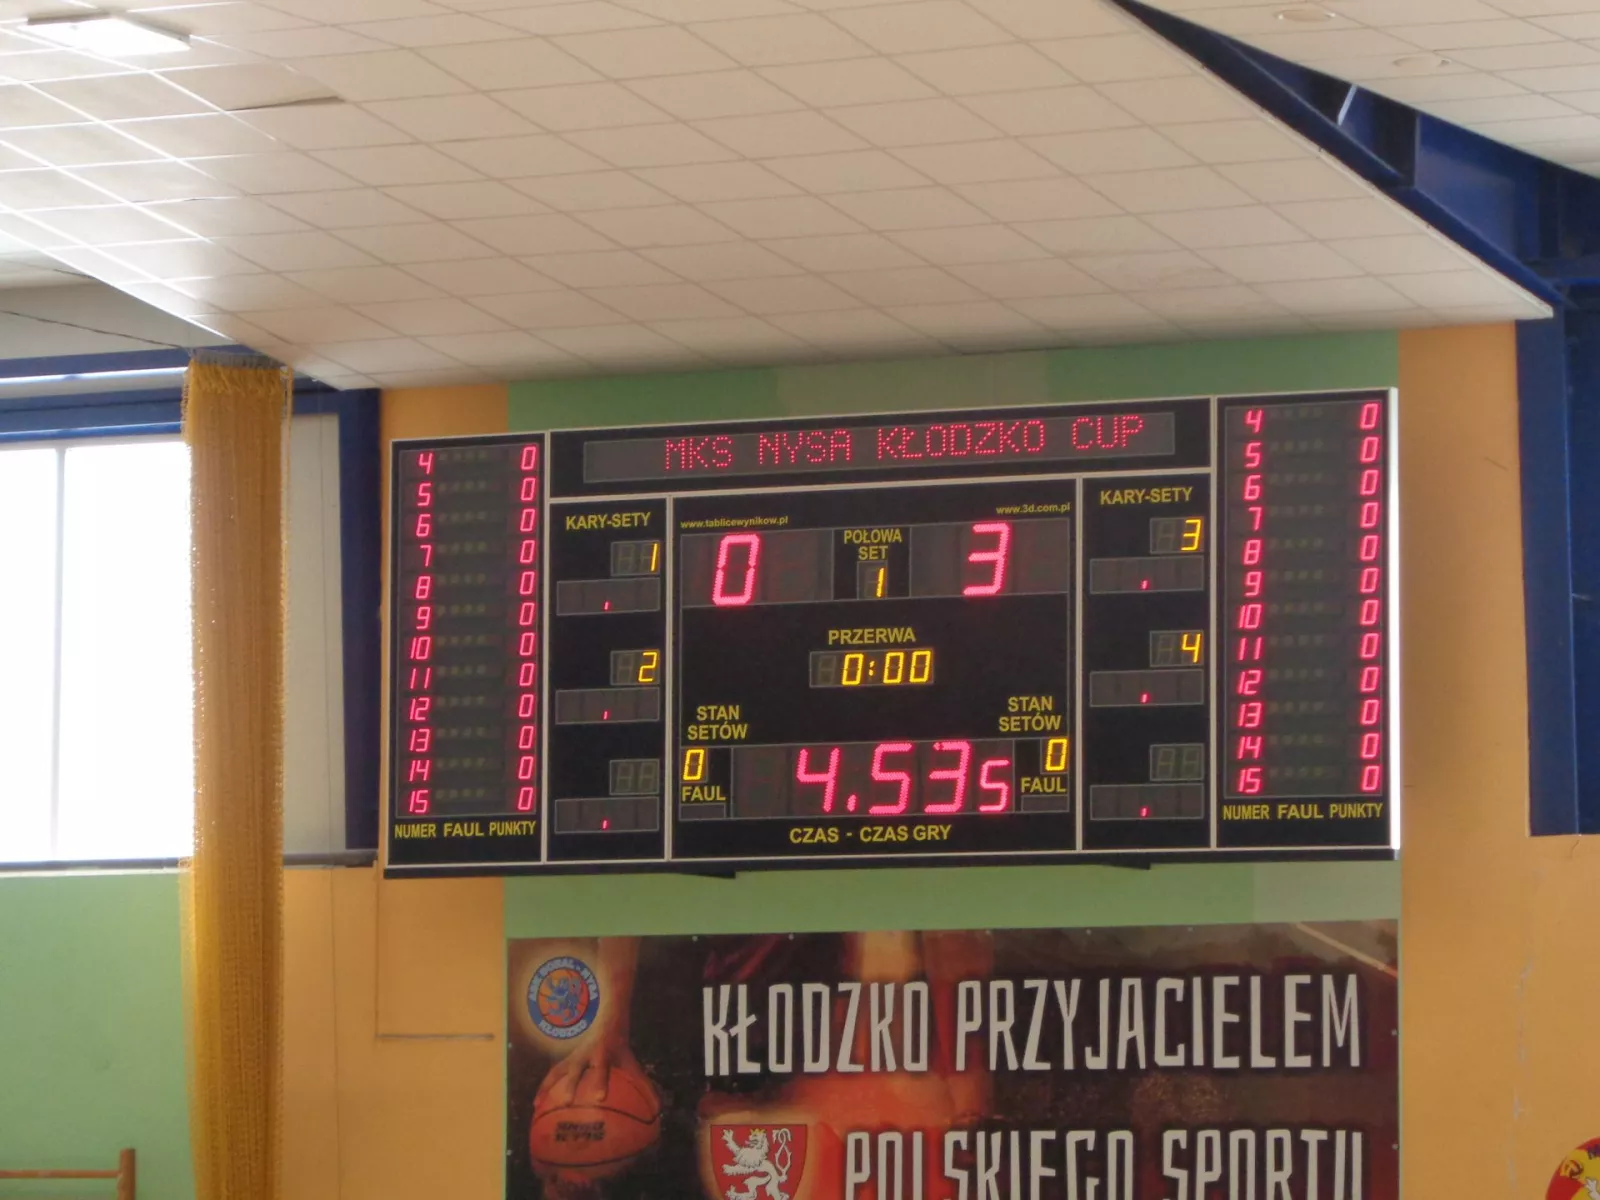 MKS NYSA KŁODZKO CUP
4 0
5 0
6 0
7 0
8 0
9 0
10 0
11 0
12 0
13 0
14 0
15 0
NUMER FAUL PUNKTY
KARY-SETY
1
2
www.tablicewynikow.pl
www.3d.com.pl
0
POŁOWA
SET
1
3
PRZERWA
0:00
STAN
SETÓW
0
FAUL
4.53s
STAN
SETÓW
0
FAUL
CZAS - CZAS GRY
KARY-SETY
3
4
4 0
5 0
6 0
7 0
8 0
9 0
10 0
11 0
12 0
13 0
14 0
15 0
NUMER FAUL PUNKTY
KŁODZKO PRZYJACIELEM
POLSKIEGO SPORTU
KŁODZKO